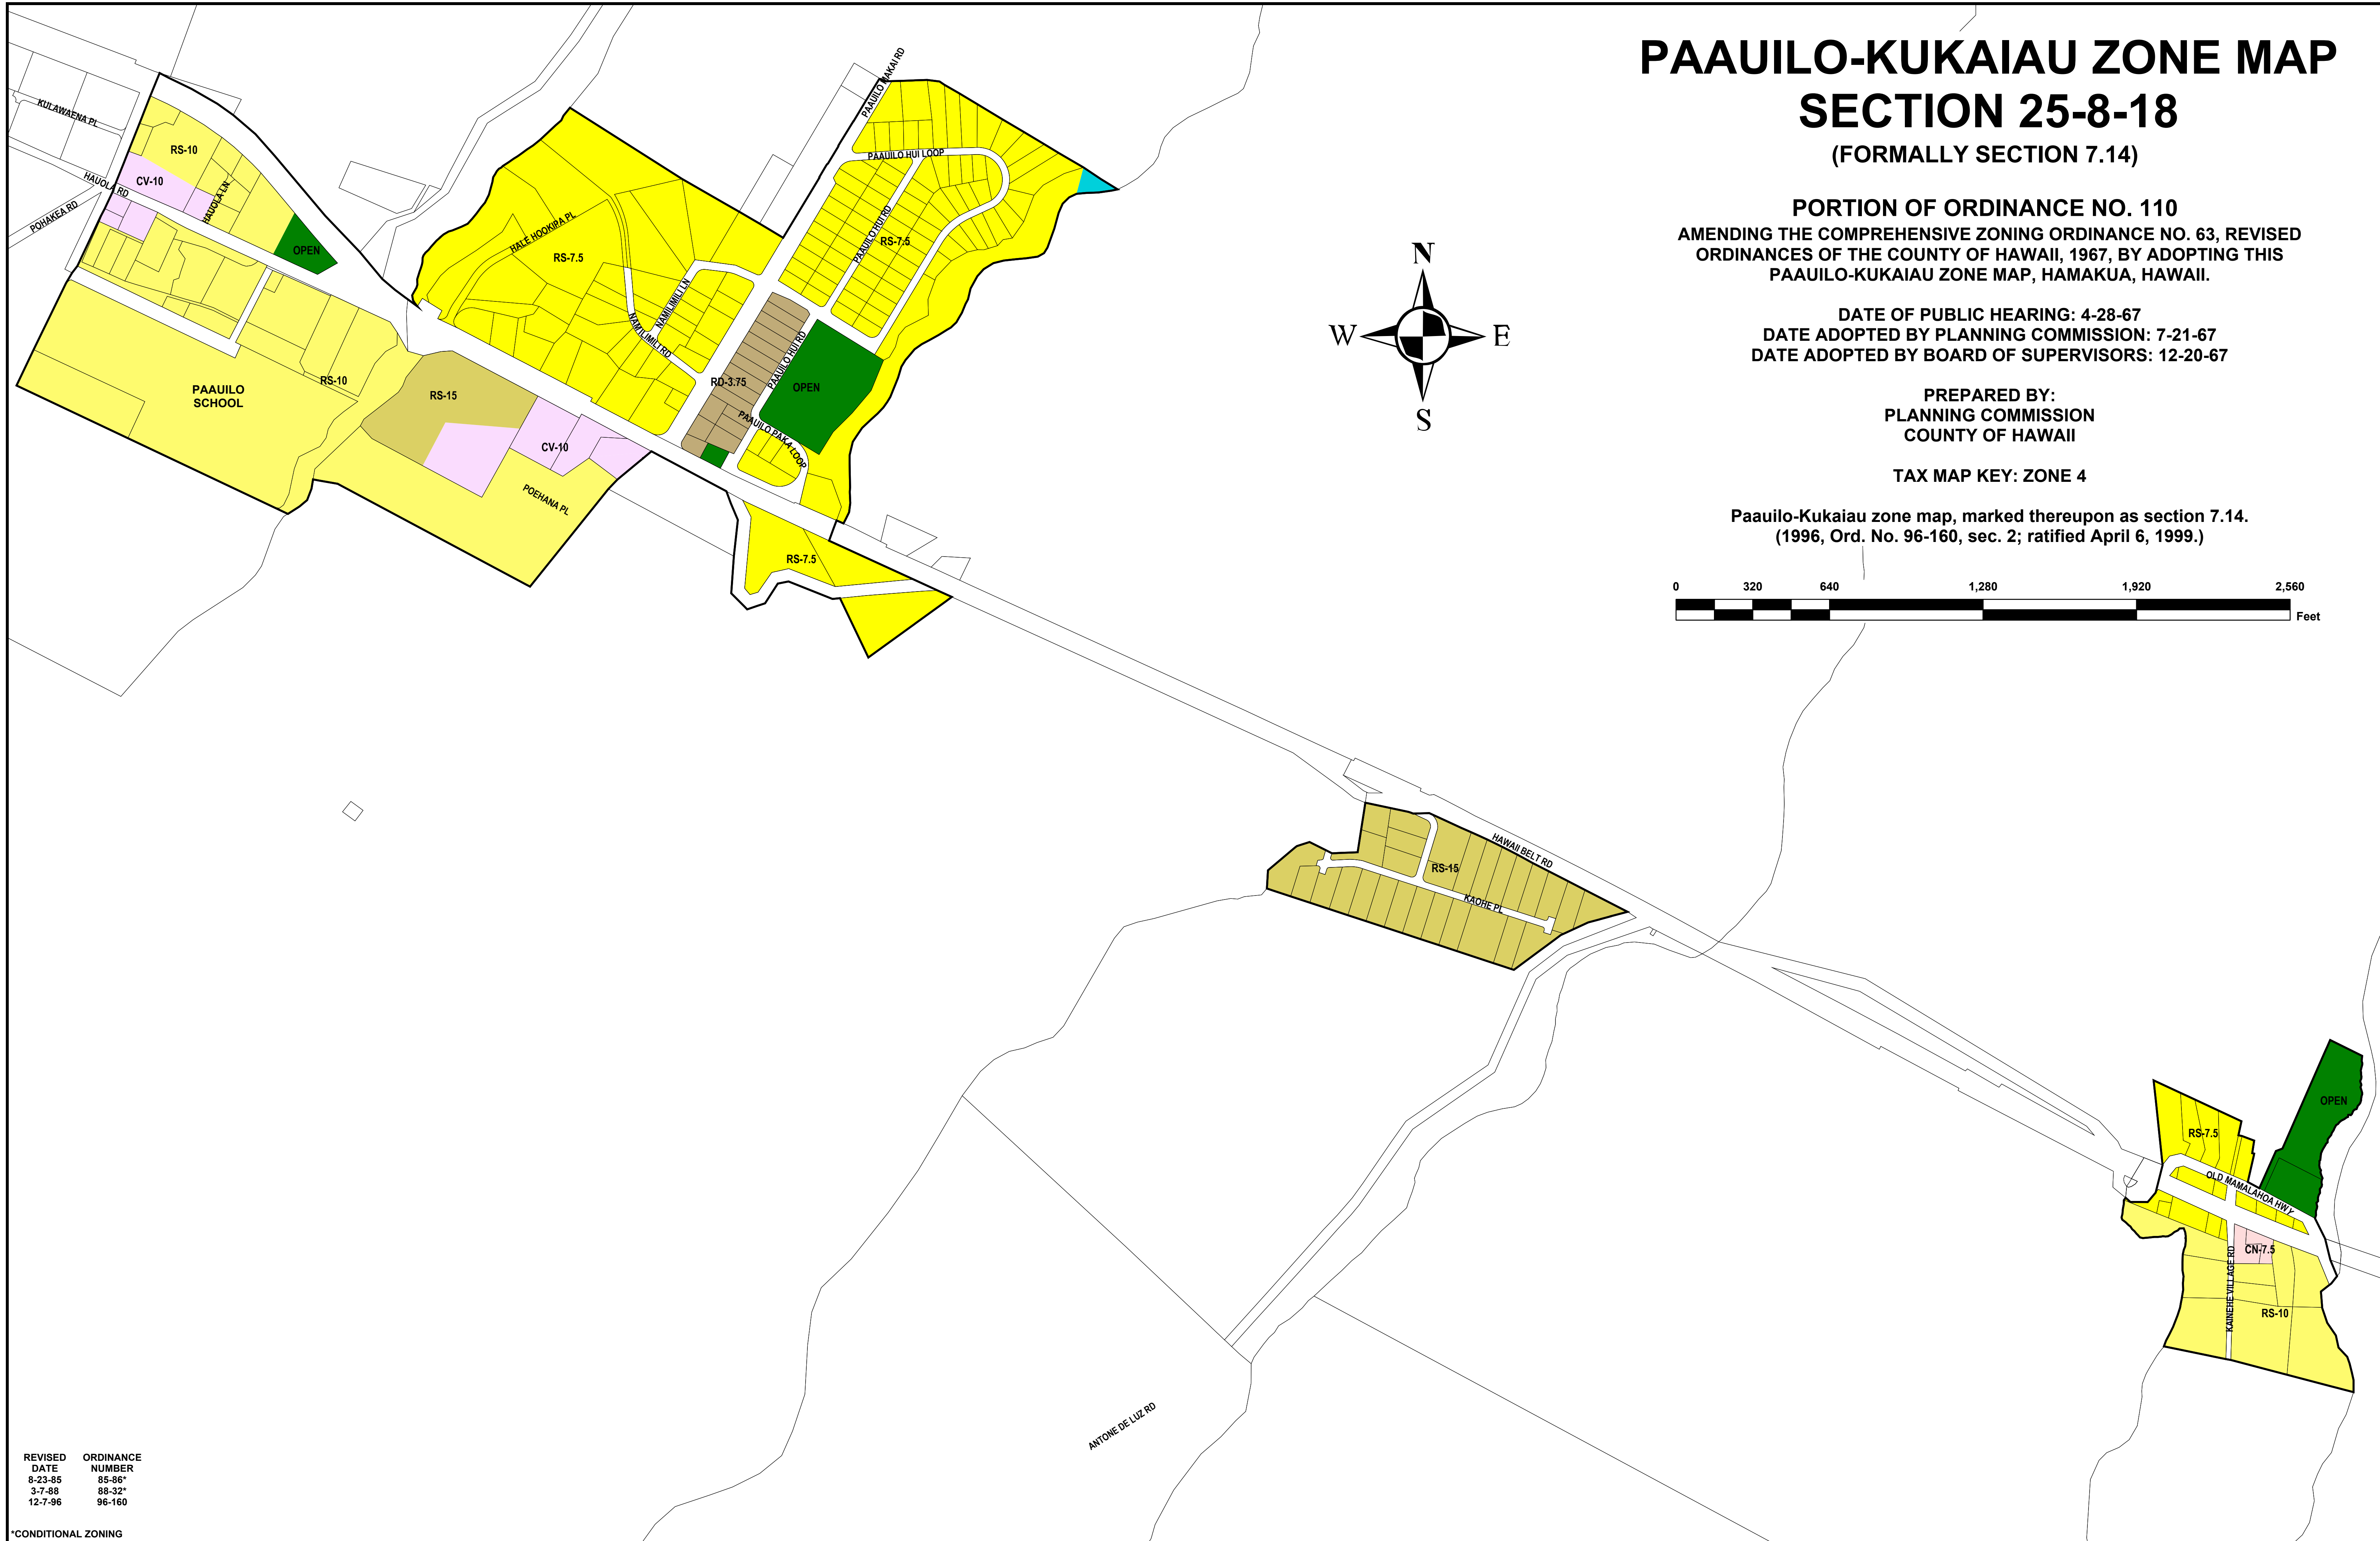 PAAUILO-KUKAIAU ZONE MAP
SECTION 25-8-18
(FORMALLY SECTION 7.14)
PORTION OF ORDINANCE NO. 110
AMENDING THE COMPREHENSIVE ZONING ORDINANCE NO. 63, REVISED
ORDINANCES OF THE COUNTY OF HAWAII, 1967, BY ADOPTING THIS
PAAUILO-KUKAIAU ZONE MAP, HAMAKUA, HAWAII.
DATE OF PUBLIC HEARING: 4-28-67
DATE ADOPTED BY PLANNING COMMISSION: 7-21-67
DATE ADOPTED BY BOARD OF SUPERVISORS: 12-20-67
PREPARED BY:
PLANNING COMMISSION
COUNTY OF HAWAII
TAX MAP KEY: ZONE 4
Paauilo-Kukaiau zone map, marked thereupon as section 7.14.
(1996, Ord. No. 96-160, sec. 2; ratified April 6, 1999.)
0 320 640 1,280 1,920 2,560
Feet
N
W E
S
KULAWAENA PL
RS-10
CV-10
HAUOLA RD
HAUOLA LN
POHAKEA RD
OPEN
PAAUILO
SCHOOL
RS-10
RS-15
CV-10
POEHANA PL
PAAUILO MAKAI RD
PAAUILO HUI LOOP
HALE HOOKIPA PL
RS-7.5
PAAUILO HUI RD
RS-7.5
NAMILIMILI LN
NAMILIMILI RD
PAAUILO HUI RD
RD-3.75
OPEN
PAAUILO PAKA LOOP
RS-7.5
HAWAII BELT RD
RS-15
KAOHE PL
OPEN
RS-7.5
OLD MAMALAHOA HWY
CN-7.5
KAINEHE VILLAGE RD
RS-10
ANTONE DE LUZ RD
REVISED ORDINANCE
DATE NUMBER
8-23-85 85-86*
3-7-88 88-32*
12-7-96 96-160
*CONDITIONAL ZONING